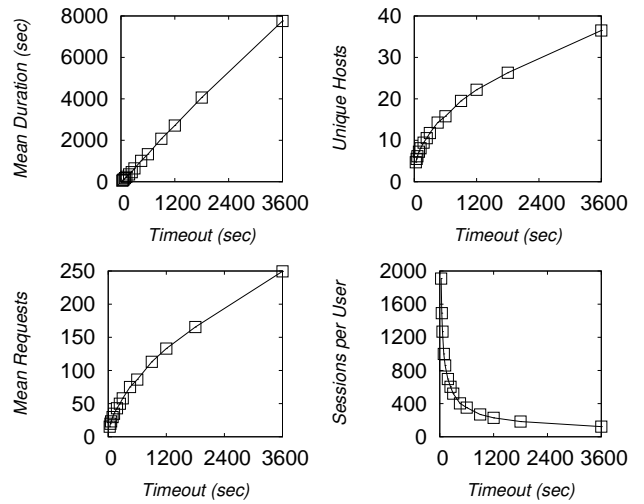 Mean Duration (sec)
8000
6000
4000
2000
0
0 1200 2400 3600
Timeout (sec)
Unique Hosts
40
30
20
10
0
0 1200 2400 3600
Timeout (sec)
Mean Requests
250
200
150
100
50
0
0 1200 2400 3600
Timeout (sec)
Sessions per User
2000
1600
1200
800
400
0
0 1200 2400 3600
Timeout (sec)